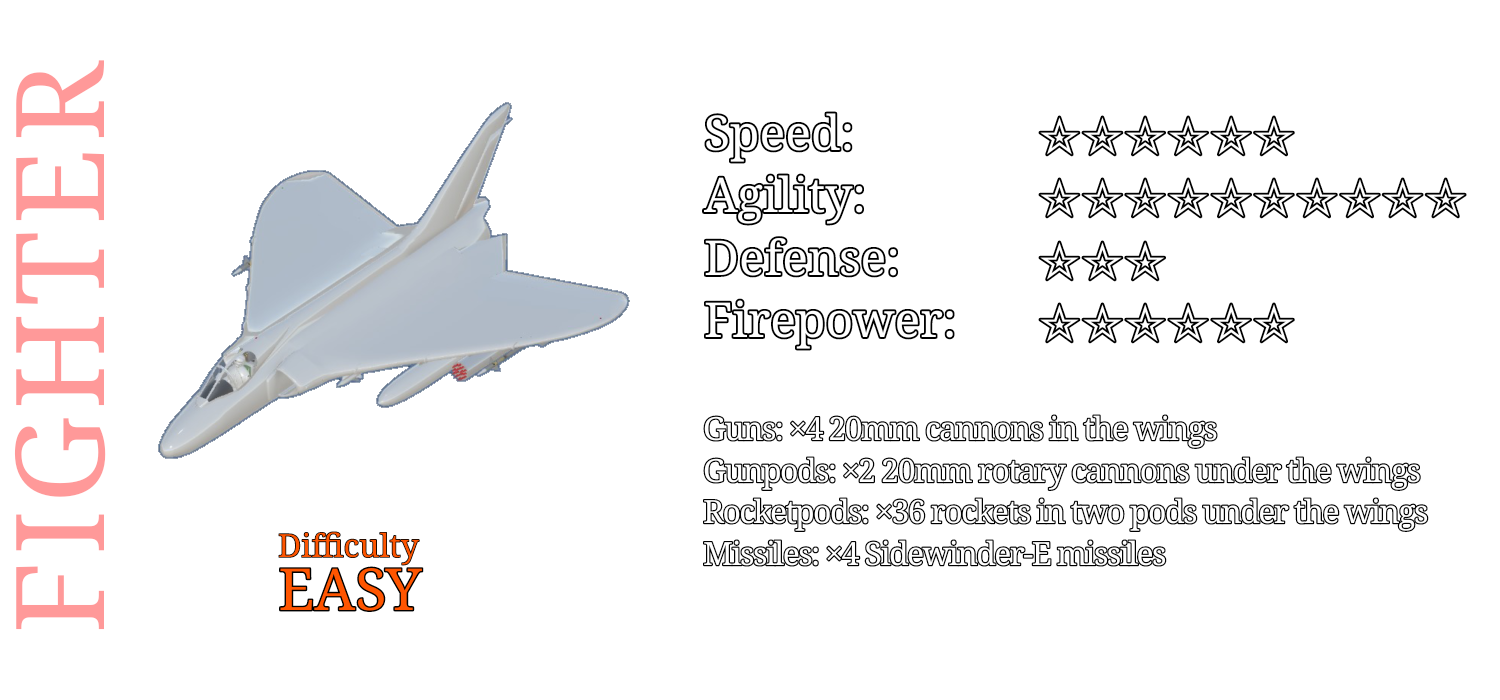 FIGHTER
Speed: ☆☆☆☆☆☆
Agility: ☆☆☆☆☆☆☆☆☆☆
Defense: ☆☆☆
Firepower: ☆☆☆☆☆☆
Guns: ×4 20mm cannons in the wings
Gunpods: ×2 20mm rotary cannons under the wings
Rocketpods: ×36 rockets in two pods under the wings
Missiles: ×4 Sidewinder-E missiles
Difficulty
EASY